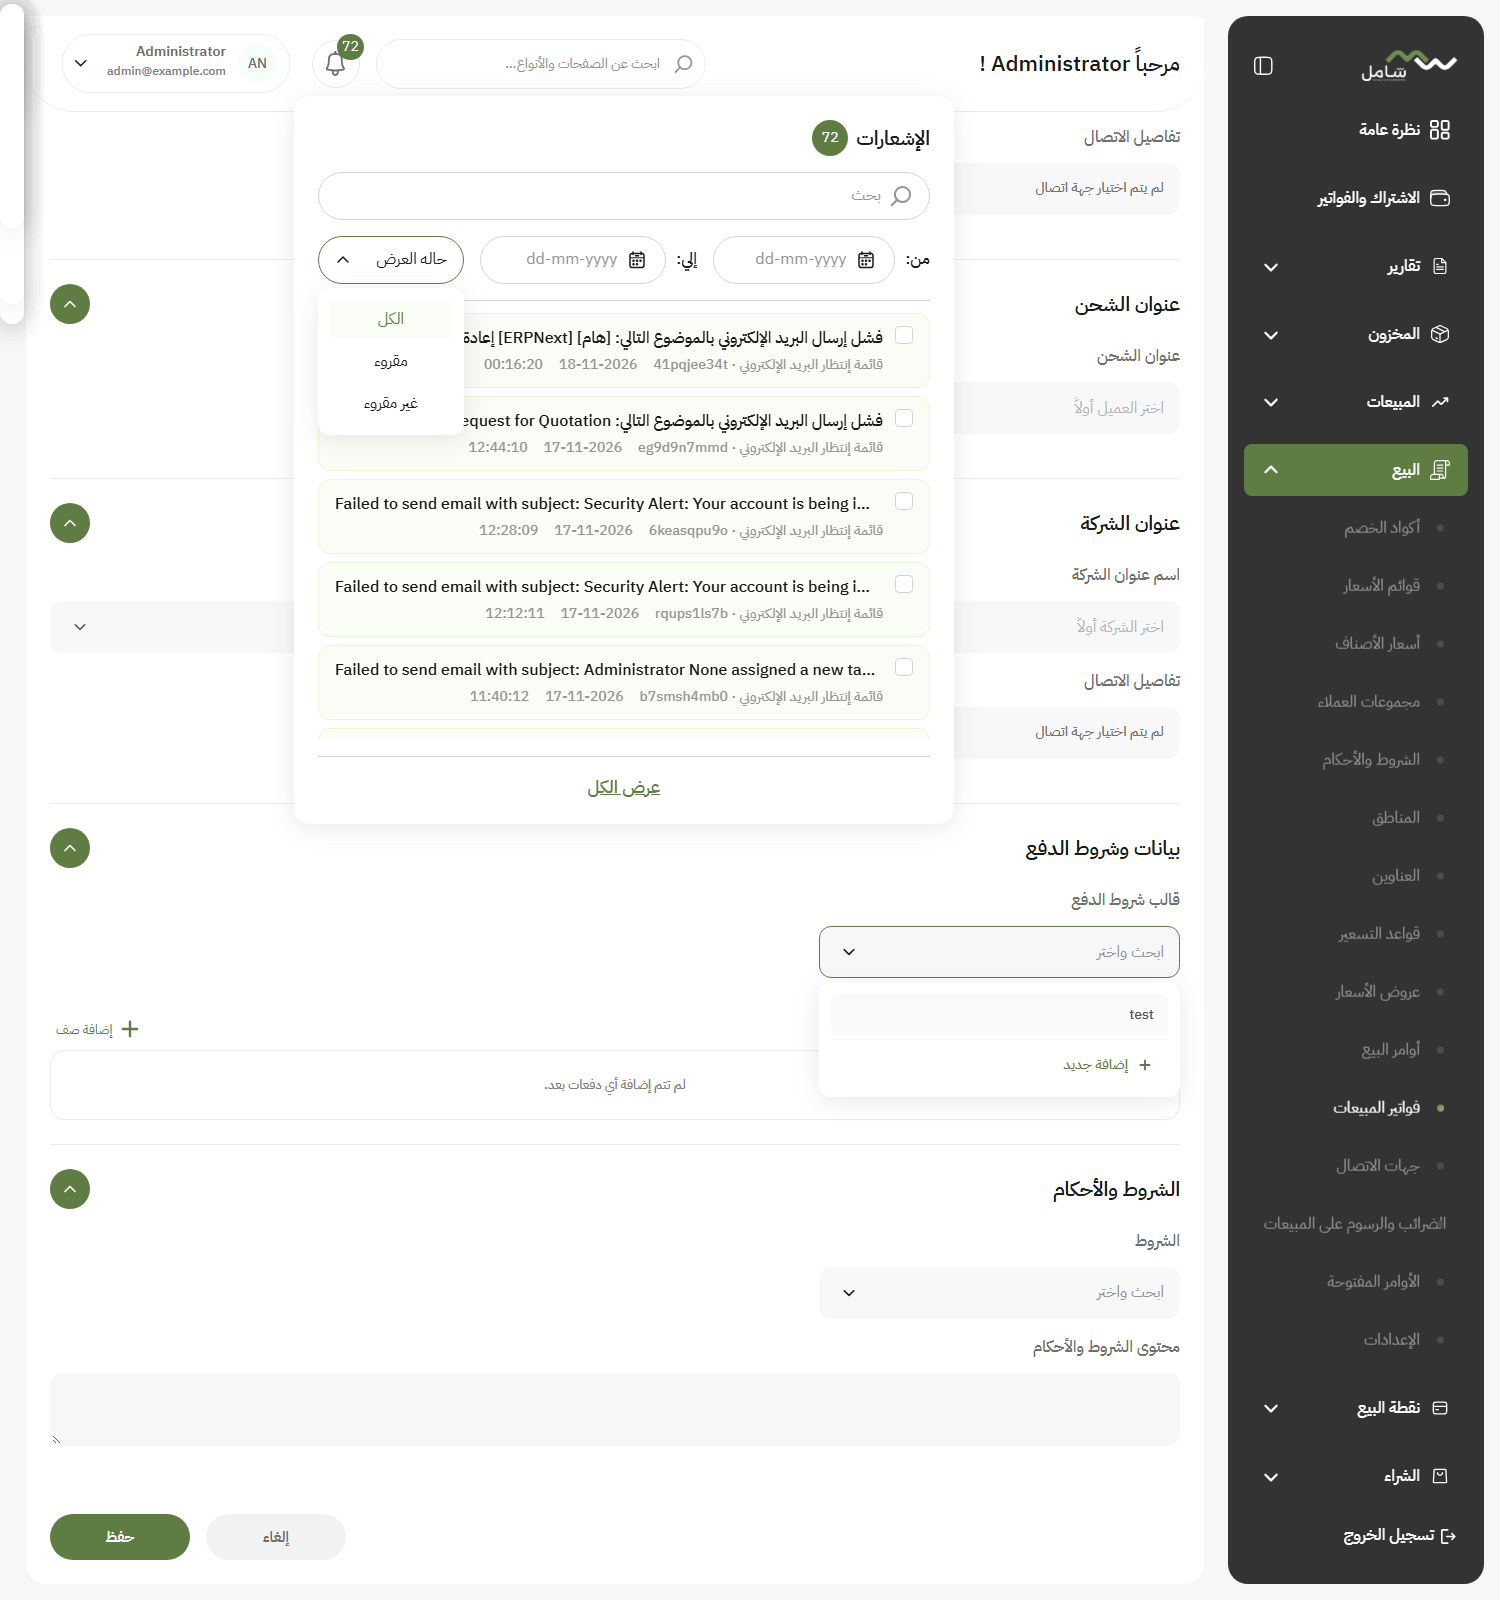 شامل
نظرة عامة
الاشتراك والفواتير
تقارير
المخزون
المبيعات
البيع
أكواد الخصم
قوائم الأسعار
أسعار الأصناف
مجموعات العملاء
الشروط والأحكام
المناطق
العناوين
قواعد التسعير
عروض الأسعار
أوامر البيع
فواتير المبيعات
جهات الاتصال
الضرائب والرسوم على المبيعات
الأوامر المفتوحة
الإعدادات
نقطة البيع
الشراء
تسجيل الخروج
مرحباً Administrator !
ابحث عن الصفحات والأنواع...
72
AN
Administrator
admin@example.com
تفاصيل الاتصال
لم يتم اختيار جهة اتصال
عنوان الشحن
عنوان الشحن
اختر العميل أولاً
عنوان الشركة
اسم عنوان الشركة
اختر الشركة أولاً
تفاصيل الاتصال
لم يتم اختيار جهة اتصال
الإشعارات 72
بحث
من: dd-mm-yyyy إلي: dd-mm-yyyy حاله العرض
الكل
مقروء
غير مقروء
فشل إرسال البريد الإلكتروني بالموضوع التالي: [هام] [ERPNext] إعادة
قائمة إنتظار البريد الإلكتروني · 41pqjee34t 18-11-2026 00:16:20
فشل إرسال البريد الإلكتروني بالموضوع التالي: equest for Quotation
قائمة إنتظار البريد الإلكتروني · eg9d9n7mmd 17-11-2026 12:44:10
Failed to send email with subject: Security Alert: Your account is being i...
قائمة إنتظار البريد الإلكتروني · 6keasqpu9o 17-11-2026 12:28:09
Failed to send email with subject: Security Alert: Your account is being i...
قائمة إنتظار البريد الإلكتروني · rqups1ls7b 17-11-2026 12:12:11
Failed to send email with subject: Administrator None assigned a new ta...
قائمة إنتظار البريد الإلكتروني · b7smsh4mb0 17-11-2026 11:40:12
عرض الكل
بيانات وشروط الدفع
قالب شروط الدفع
ابحث واختر
test
إضافة جديد
إضافة صف
لم تتم إضافة أي دفعات بعد.
الشروط والأحكام
الشروط
ابحث واختر
محتوى الشروط والأحكام
إلغاء
حفظ